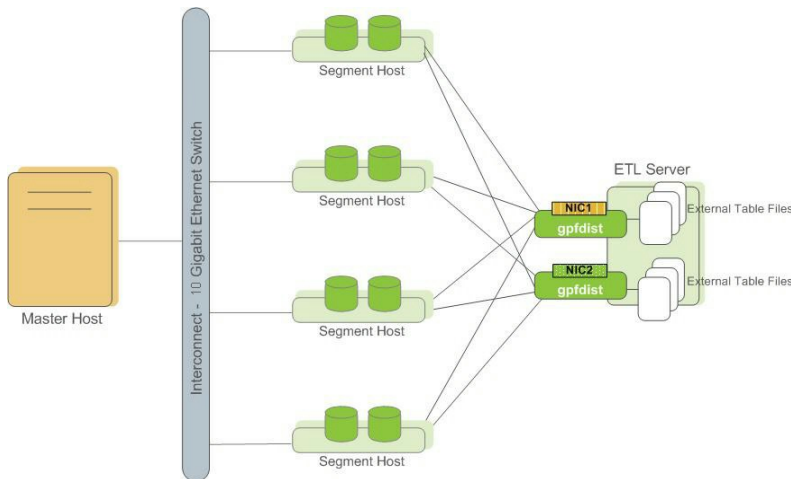 Segment Host
Interconnect - 10 Gigabit Ethernet Switch
Segment Host
ETL Server
NIC1
gpfdist
External Table Files
NIC2
gpfdist
External Table Files
Master Host
Segment Host
Segment Host